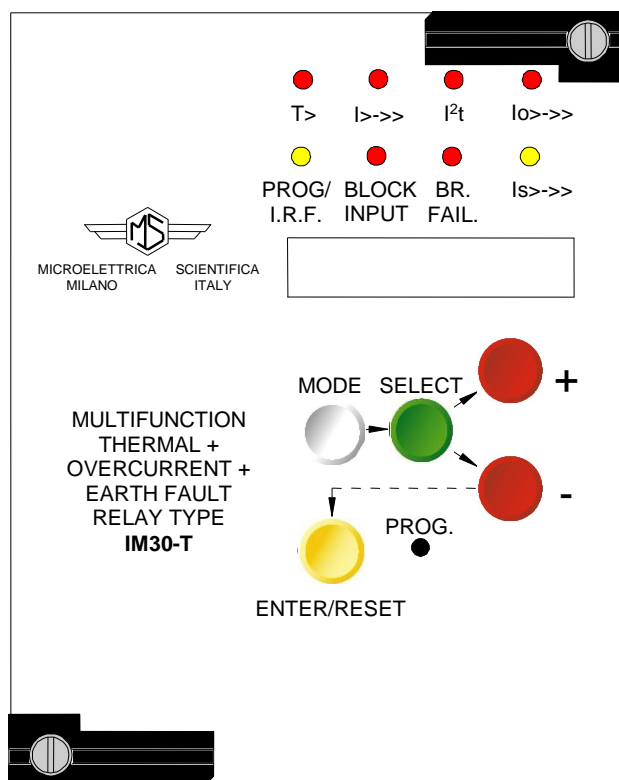 T> I>->> I²t Io>->>
PROG/ BLOCK BR. Is>->>
I.R.F. INPUT FAIL.
MS
MICROELETTRICA SCIENTIFICA
MILANO ITALY
MODE SELECT +
MULTIFUNCTION
THERMAL +
OVERCURRENT +
EARTH FAULT
RELAY TYPE
IM30-T
-
PROG.
ENTER/RESET